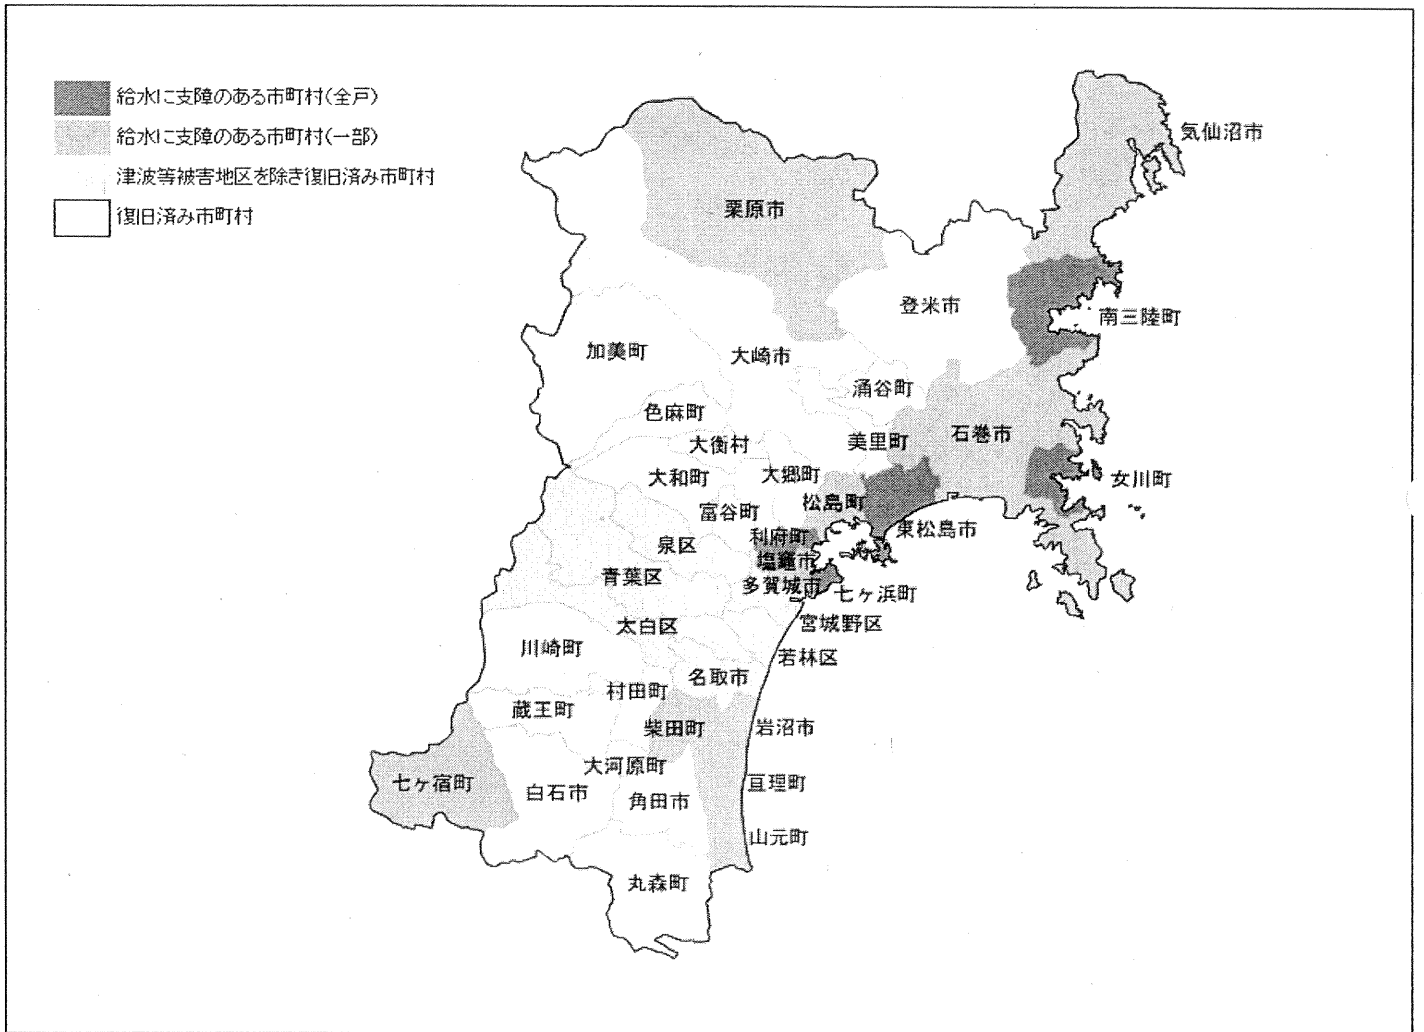 給水に支障のある市町村(全戸)
給水に支障のある市町村(一部)
津波等被害地区を除き復旧済み市町村
復旧済み市町村
気仙沼市
栗原市
登米市
南三陸町
加美町
大崎市
涌谷町
色麻町
石巻市
大衡村
美里町
大和町
大郷町
女川町
松島町
富谷町
東松島市
利府町
泉区
塩竈市
青葉区
多賀城市
七ヶ浜町
宮城野区
太白区
川崎町
若林区
名取市
村田町
蔵王町
柴田町
岩沼市
大河原町
七ヶ宿町
白石市
亘理町
角田市
山元町
丸森町